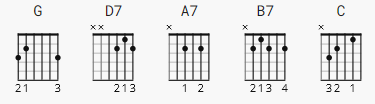 G D7 A7 B7 C
×× × × ×
21 3 213 1 2 213 4 32 1